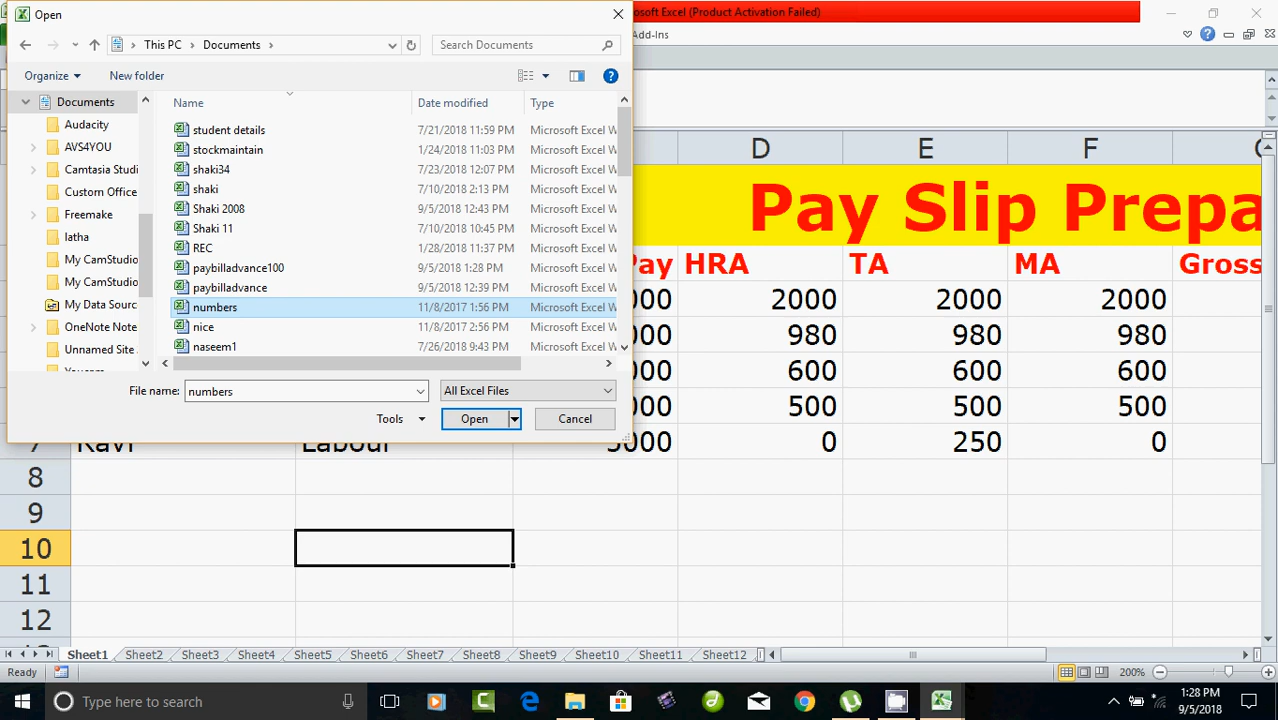 Open
osoft Excel (Product Activation Failed)
This PC
Documents
Search Documents
Add-Ins
Organize
New folder
Name
Date modified
Type
Documents
Audacity
AVS4YOU
Camtasia Studi
Custom Office
Freemake
latha
My CamStudio
My CamStudio
My Data Sourc
OneNote Note
Unnamed Site
student details 7/21/2018 11:59 PM Microsoft Excel W
stockmaintain 1/24/2018 11:03 PM Microsoft Excel W
shaki34 7/23/2018 12:07 PM Microsoft Excel W
shaki 7/10/2018 2:13 PM Microsoft Excel W
Shaki 2008 9/5/2018 12:43 PM Microsoft Excel W
Shaki 11 7/10/2018 10:45 PM Microsoft Excel W
REC 1/28/2018 11:37 PM Microsoft Excel W
paybilladvance100 9/5/2018 1:28 PM Microsoft Excel W
paybilladvance 9/5/2018 12:39 PM Microsoft Excel W
numbers 11/8/2017 1:56 PM Microsoft Excel W
nice 11/8/2017 2:56 PM Microsoft Excel W
naseem1 7/26/2018 9:43 PM Microsoft Excel W
File name: numbers
All Excel Files
Tools
Open
Cancel
D E F
Pay Slip Prepa
Pay HRA TA MA Gross
000 2000 2000 2000
000 980 980 980
000 600 600 600
000 500 500 500
7 Ravi Labour 5000 0 250 0
8
9
10
11
12
Sheet1 Sheet2 Sheet3 Sheet4 Sheet5 Sheet6 Sheet7 Sheet8 Sheet9 Sheet10 Sheet11 Sheet12
Ready
200%
Type here to search
1:28 PM
9/5/2018